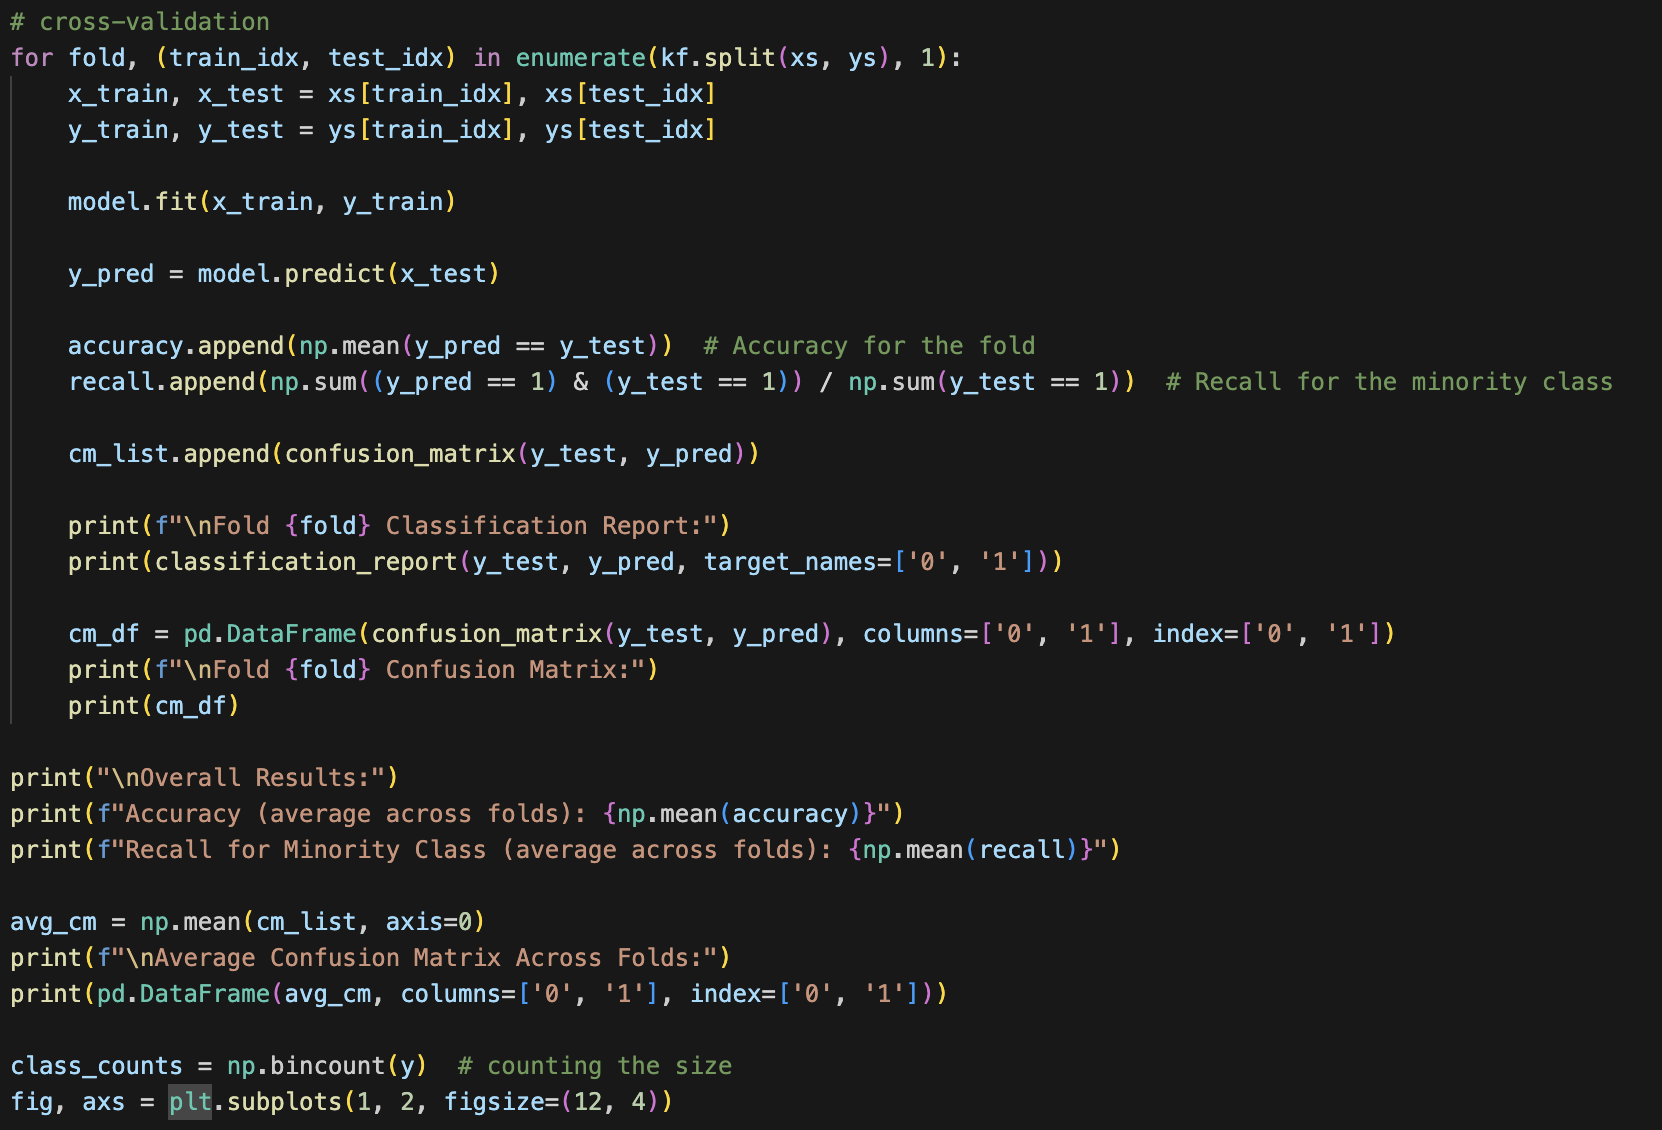 # cross-validation
for fold, (train_idx, test_idx) in enumerate(kf.split(xs, ys), 1):
    x_train, x_test = xs[train_idx], xs[test_idx]
    y_train, y_test = ys[train_idx], ys[test_idx]

    model.fit(x_train, y_train)

    y_pred = model.predict(x_test)

    accuracy.append(np.mean(y_pred == y_test))  # Accuracy for the fold
    recall.append(np.sum((y_pred == 1) & (y_test == 1)) / np.sum(y_test == 1))  # Recall for the minority class

    cm_list.append(confusion_matrix(y_test, y_pred))

    print(f"\nFold {fold} Classification Report:")
    print(classification_report(y_test, y_pred, target_names=['0', '1']))

    cm_df = pd.DataFrame(confusion_matrix(y_test, y_pred), columns=['0', '1'], index=['0', '1'])
    print(f"\nFold {fold} Confusion Matrix:")
    print(cm_df)

print("\nOverall Results:")
print(f"Accuracy (average across folds): {np.mean(accuracy)}")
print(f"Recall for Minority Class (average across folds): {np.mean(recall)}")

avg_cm = np.mean(cm_list, axis=0)
print(f"\nAverage Confusion Matrix Across Folds:")
print(pd.DataFrame(avg_cm, columns=['0', '1'], index=['0', '1']))

class_counts = np.bincount(y)  # counting the size
fig, axs = plt.subplots(1, 2, figsize=(12, 4))